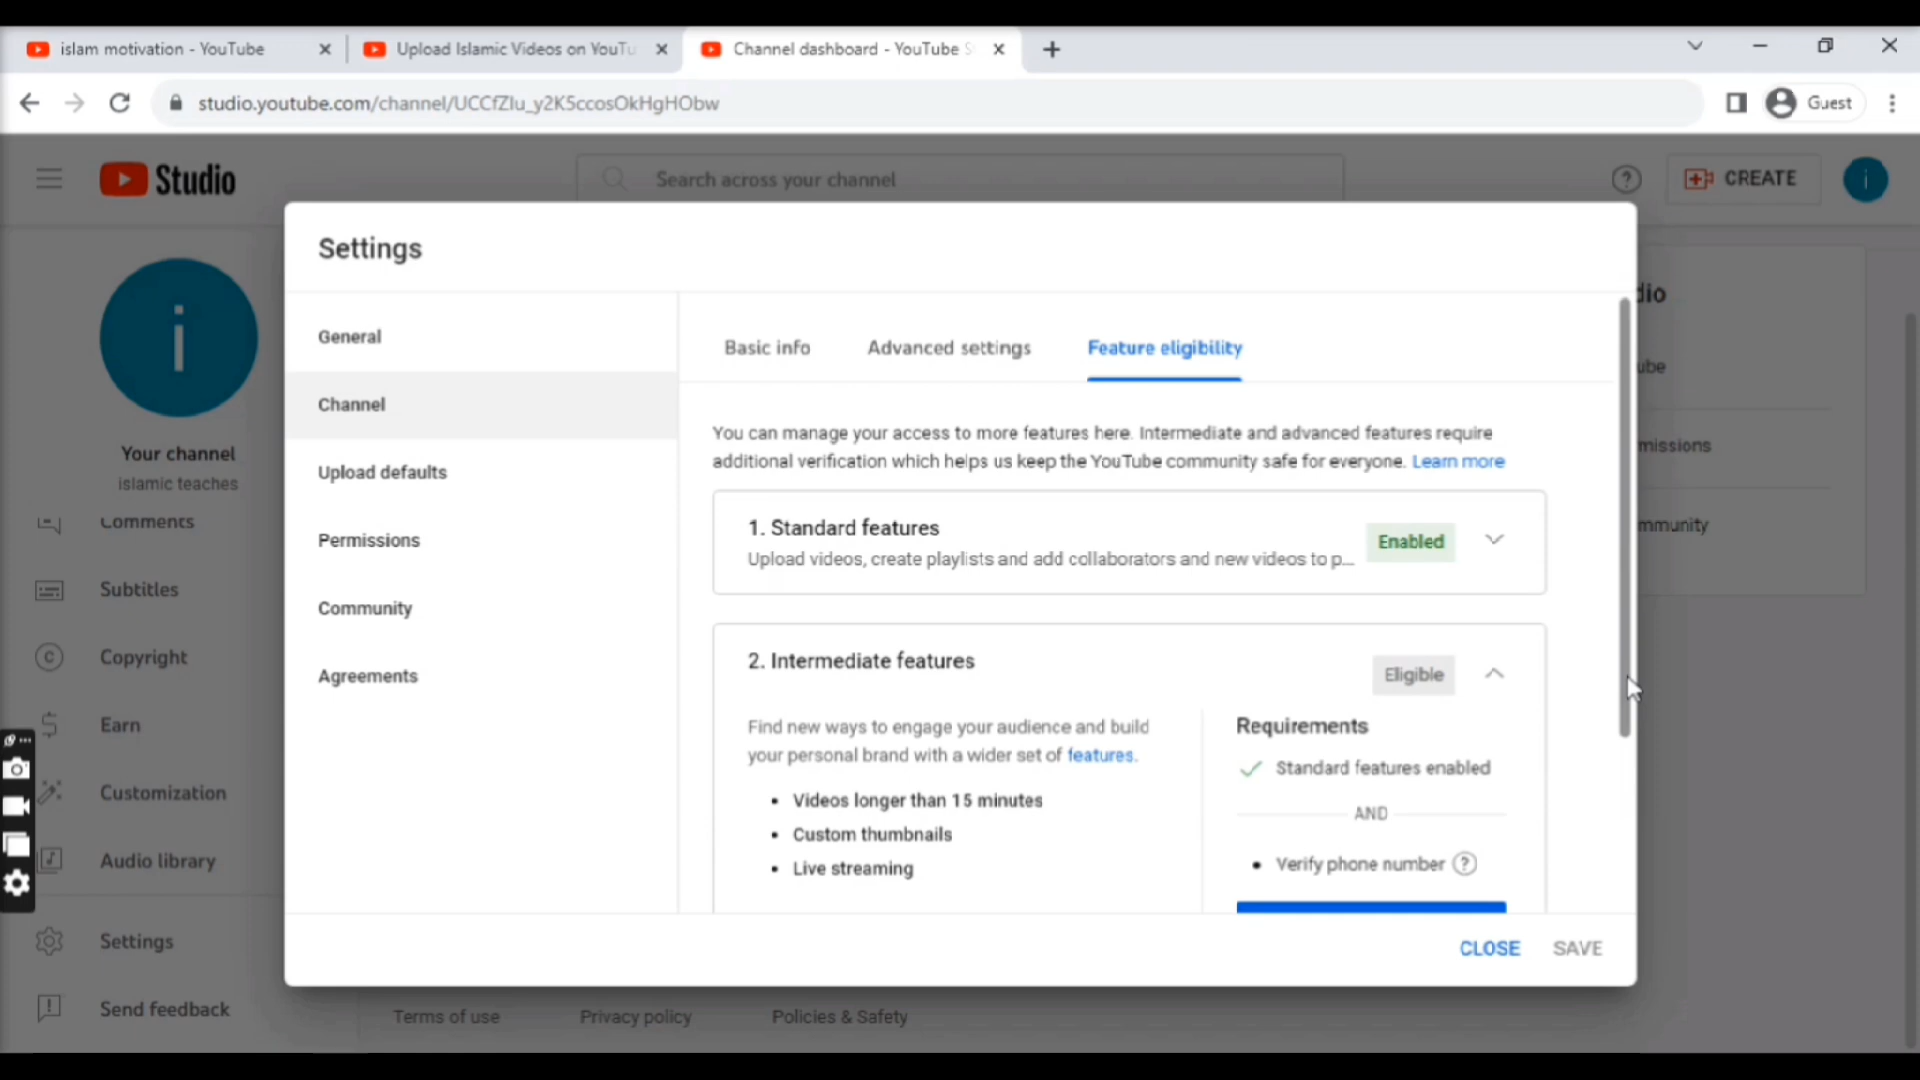 islam motivation - YouTube
Upload Islamic Videos on YouTu
Channel dashboard - YouTube S
studio.youtube.com/channel/UCCfZIu_y2K5ccosOkHgHObw
Guest
Studio
Search across your channel
CREATE
i
Settings
i
Your channel
islamic teaches
Comments
Subtitles
Copyright
Earn
Customization
Audio library
Settings
Send feedback
General
Channel
Upload defaults
Permissions
Community
Agreements
Basic info
Advanced settings
Feature eligibility
You can manage your access to more features here. Intermediate and advanced features require
additional verification which helps us keep the YouTube community safe for everyone. Learn more
1. Standard features
Upload videos, create playlists and add collaborators and new videos to p...
Enabled
2. Intermediate features
Eligible
Find new ways to engage your audience and build
your personal brand with a wider set of features.
• Videos longer than 15 minutes
• Custom thumbnails
• Live streaming
Requirements
Standard features enabled
AND
• Verify phone number
CLOSE
SAVE
dio
ube
missions
mmunity
Terms of use
Privacy policy
Policies & Safety